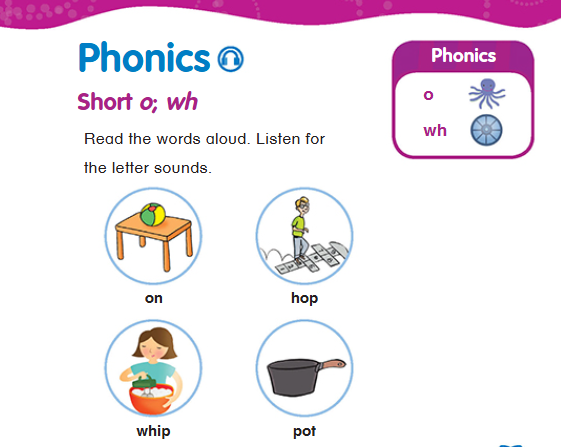 Phonics
Phonics
Short o; wh
o
wh
Read the words aloud. Listen for
the letter sounds.
on
hop
whip
pot